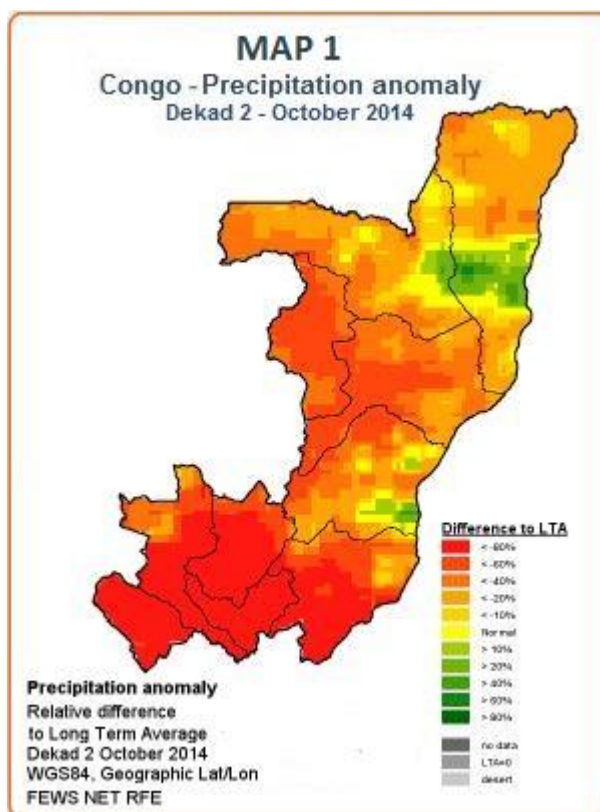 MAP 1
Congo - Precipitation anomaly
Dekad 2 - October 2014
Difference to LTA
< -80%
< -60%
< -40%
< -20%
< -10%
Normal
> 10%
> 20%
> 40%
> 60%
> 80%
no data
LTA=0
desert
Precipitation anomaly
Relative difference
to Long Term Average
Dekad 2 October 2014
WGS84, Geographic Lat/Lon
FEWS NET RFE